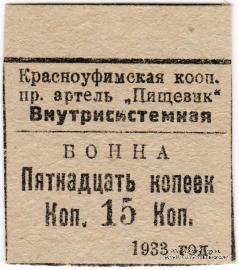 Красноуфимская кооп.
пр. артель „Пищевик"
Внутрисистемная
БОННА
Пятнадцать копеек
Коп. 15 Коп.
1933 год.